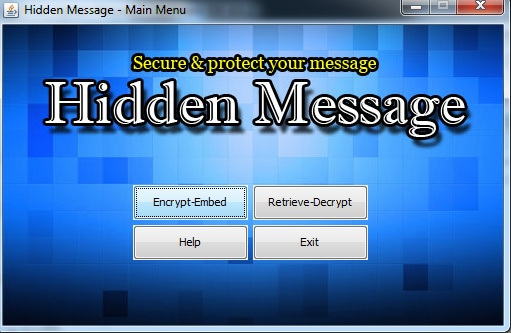 Hidden Message - Main Menu
Secure & protect your message
Hidden Message
Encrypt-Embed Retrieve-Decrypt
Help Exit